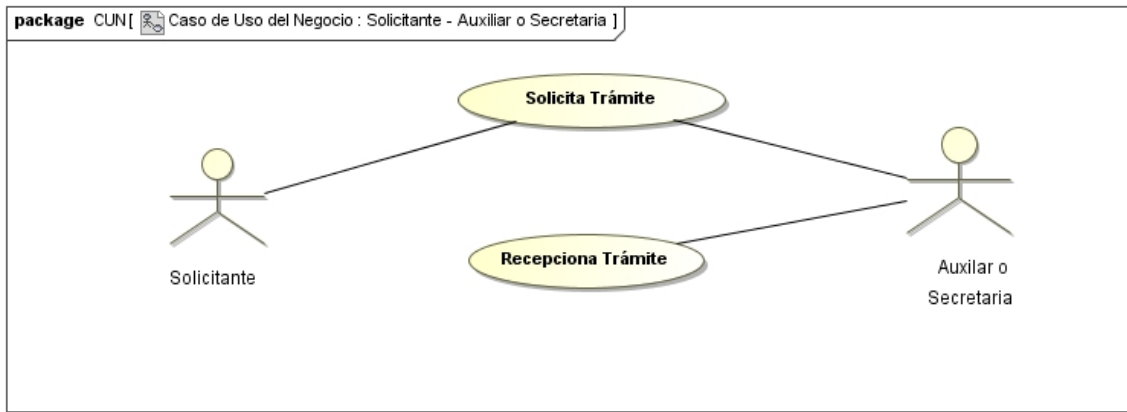 package CUN [ Caso de Uso del Negocio : Solicitante - Auxiliar o Secretaria ]
Solicita Trámite
Solicitante
Recepciona Trámite
Auxilar o
Secretaria